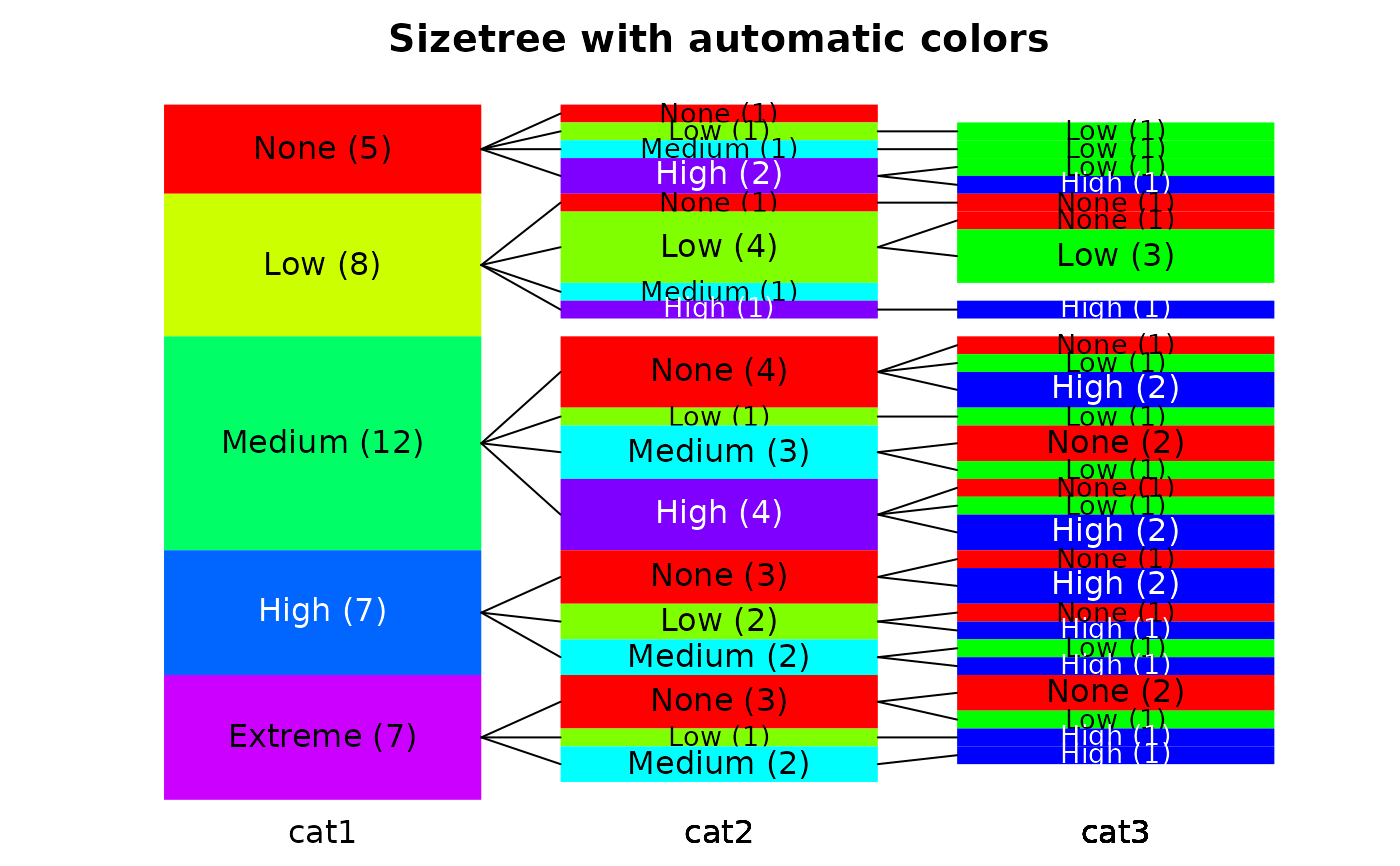 Sizetree with automatic colors
None (5)
Low (8)
Medium (12)
High (7)
Extreme (7)
cat1
None (1)
Low (1)
Medium (1)
High (2)
None (1)
Low (4)
Medium (1)
High (1)
None (4)
Low (1)
Medium (3)
High (4)
None (3)
Low (2)
Medium (2)
None (3)
Low (1)
Medium (2)
cat2
Low (1)
Low (1)
Low (1)
High (1)
None (1)
None (1)
Low (3)
High (1)
None (1)
Low (1)
High (2)
Low (1)
None (2)
Low (1)
None (1)
Low (1)
High (2)
None (1)
High (2)
None (1)
High (1)
Low (1)
High (1)
None (2)
Low (1)
High (1)
High (1)
cat3